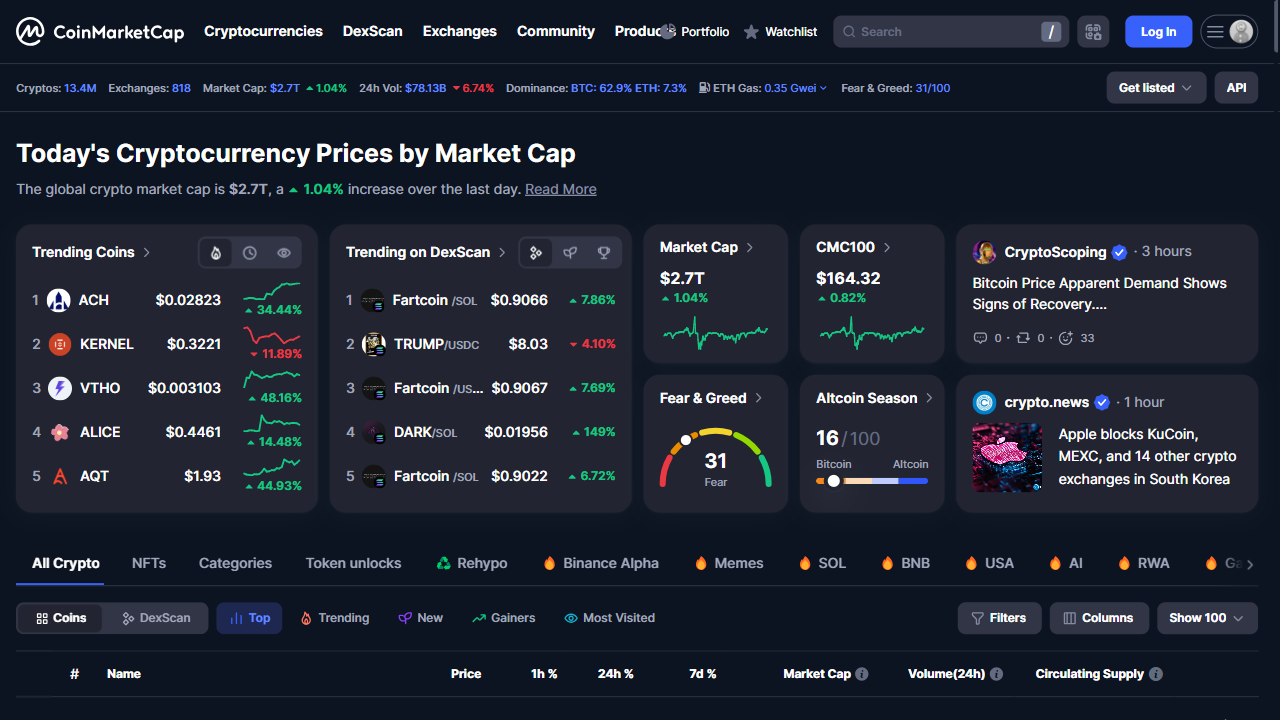 CoinMarketCap Cryptocurrencies DexScan Exchanges Community Products Portfolio Watchlist Search / Log In
Cryptos: 13.4M Exchanges: 818 Market Cap: $2.7T 1.04% 24h Vol: $78.13B 6.74% Dominance: BTC: 62.9% ETH: 7.3% ETH Gas: 0.35 Gwei Fear & Greed: 31/100 Get listed API
Today's Cryptocurrency Prices by Market Cap
The global crypto market cap is $2.7T, a 1.04% increase over the last day. Read More
Trending Coins
1 ACH $0.02823 34.44%
2 KERNEL $0.3221 11.89%
3 VTHO $0.003103 48.16%
4 ALICE $0.4461 14.48%
5 AQT $1.93 44.93%
Trending on DexScan
1 Fartcoin /SOL $0.9066 7.86%
2 TRUMP/USDC $8.03 4.10%
3 Fartcoin /US... $0.9067 7.69%
4 DARK/SOL $0.01956 149%
5 Fartcoin /SOL $0.9022 6.72%
Market Cap
$2.7T
1.04%
CMC100
$164.32
0.82%
Fear & Greed
31
Fear
Altcoin Season
16/100
Bitcoin Altcoin
CryptoScoping · 3 hours
Bitcoin Price Apparent Demand Shows
Signs of Recovery....
0 · 0 · 33
crypto.news · 1 hour
Apple blocks KuCoin,
MEXC, and 14 other crypto
exchanges in South Korea
All Crypto NFTs Categories Token unlocks Rehypo Binance Alpha Memes SOL BNB USA AI RWA Ga
Coins DexScan Top Trending New Gainers Most Visited Filters Columns Show 100
# Name Price 1h % 24h % 7d % Market Cap Volume(24h) Circulating Supply